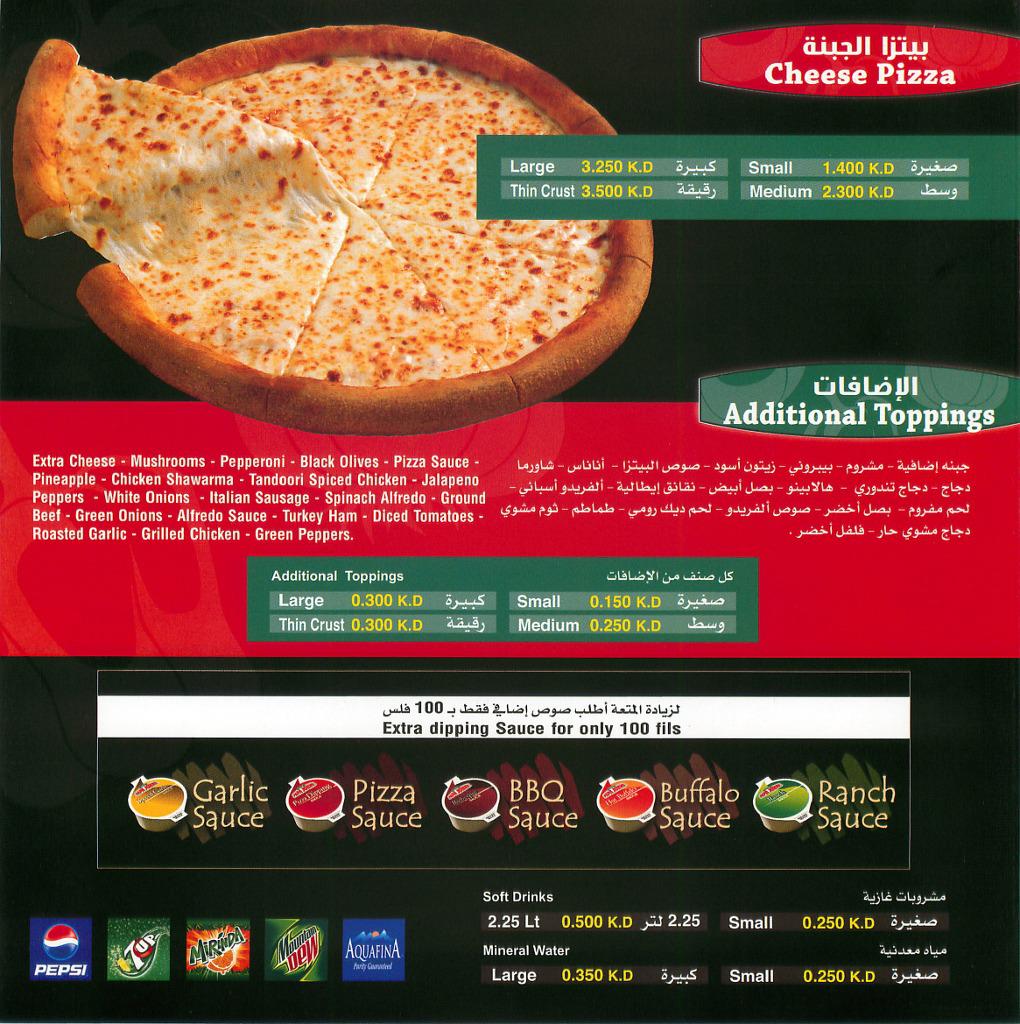 بيتزا الجبنة
Cheese Pizza
Large 3.250 K.D كبيرة Small 1.400 K.D صغيرة
Thin Crust 3.500 K.D رقيقة Medium 2.300 K.D وسط
الإضافات
Additional Toppings
Extra Cheese - Mushrooms - Pepperoni - Black Olives - Pizza Sauce -
Pineapple - Chicken Shawarma - Tandoori Spiced Chicken - Jalapeno
Peppers - White Onions - Italian Sausage - Spinach Alfredo - Ground
Beef - Green Onions - Alfredo Sauce - Turkey Ham - Diced Tomatoes -
Roasted Garlic - Grilled Chicken - Green Peppers.
جبنه إضافية - مشروم - بيبروني - زيتون أسود - صوص البيتزا - أناناس - شاورما
دجاج - دجاج تندوري - هالابينو - بصل أبيض - نقانق إيطالية - ألفريدو أسباني -
لحم مفروم - بصل أخضر - صوص ألفريدو - لحم ديك رومي - طماطم - ثوم مشوي
دجاج مشوي حار - فلفل أخضر .
Additional Toppings كل صنف من الإضافات
Large 0.300 K.D كبيرة Small 0.150 K.D صغيرة
Thin Crust 0.300 K.D رقيقة Medium 0.250 K.D وسط
لزيادة المتعة أطلب صوص إضافي فقط بـ 100 فلس
Extra dipping Sauce for only 100 fils
Garlic Sauce
Pizza Sauce
BBQ Sauce
Buffalo Sauce
Ranch Sauce
Soft Drinks مشروبات غازية
2.25 Lt 0.500 K.D 2.25 لتر Small 0.250 K.D صغيرة
Mineral Water مياه معدنية
Large 0.350 K.D كبيرة Small 0.250 K.D صغيرة
PEPSI
7UP
MIRINDA
Mountain Dew
AQUAFINA
Purity Guaranteed